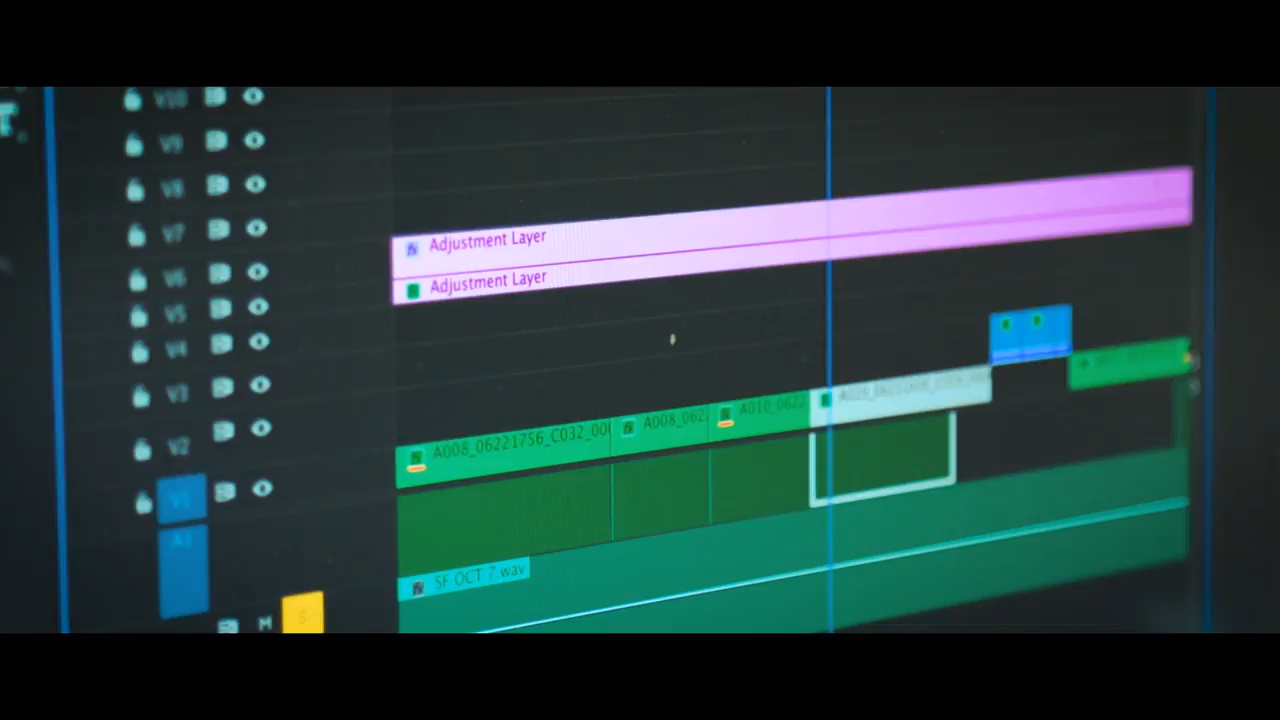 V10
V9
V8
V7
V6
V5
V4
V3
V2
V1
A1
M
S
Adjustment Layer
Adjustment Layer
A008_06221756_C032_00
A008_062
A010_0622
SF OCT 7.wav